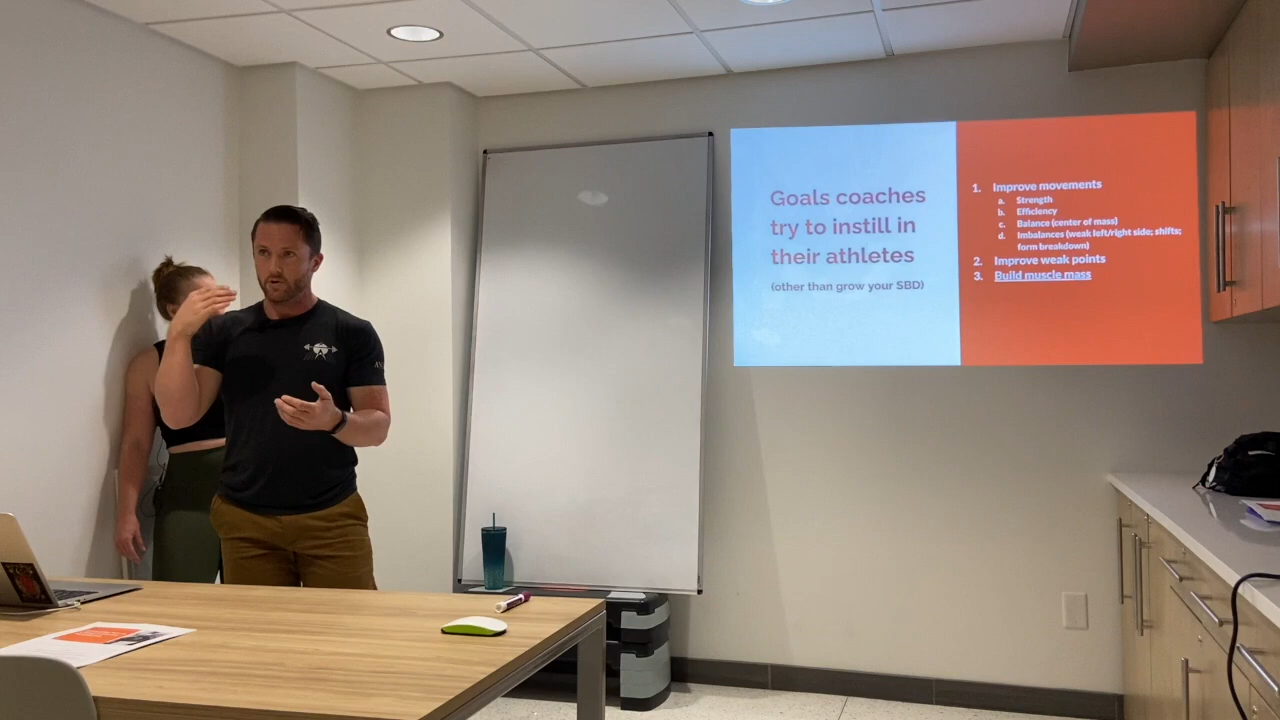 Goals coaches
try to instill in
their athletes
(other than grow your SBD)
1. Improve movements
a. Strength
b. Efficiency
c. Balance (center of mass)
d. Imbalances (weak left/right side; shifts;
form breakdown)
2. Improve weak points
3. Build muscle mass